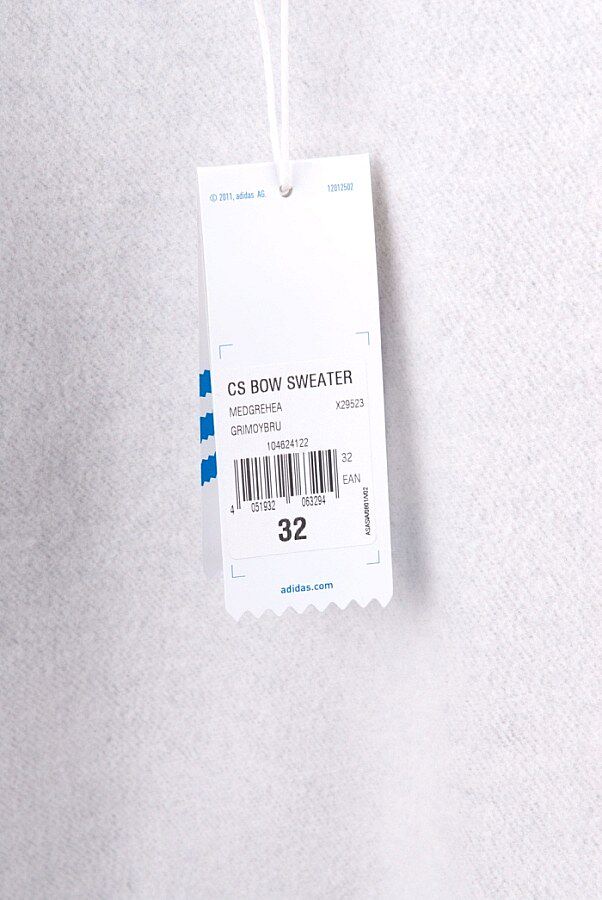 © 2011, adidas AG. 12012502
CS BOW SWEATER
MEDGREHEA X29523
GRIMOYBRU
104624122
32
EAN
4 051932 063294
32
adidas.com